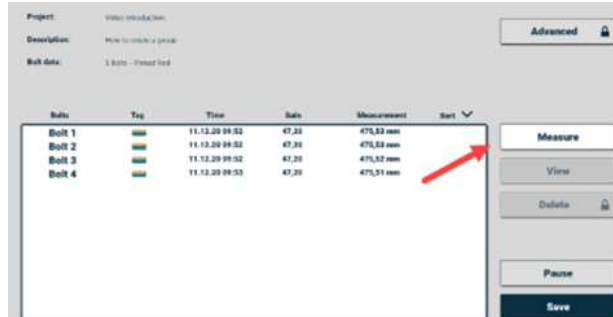 Project: Video introduction
Advanced
Description: How to create a group
Bolt data:
Bolts Tag Time Gain Measurement Sort
Bolt 1 11.12.20 09:52 47,20 475,53 mm
Measure
Bolt 2 11.12.20 09:52 47,20 475,53 mm
Bolt 3 11.12.20 09:52 47,20 475,52 mm
View
Bolt 4 11.12.20 09:53 47,20 475,51 mm
Delete
Pause
Save